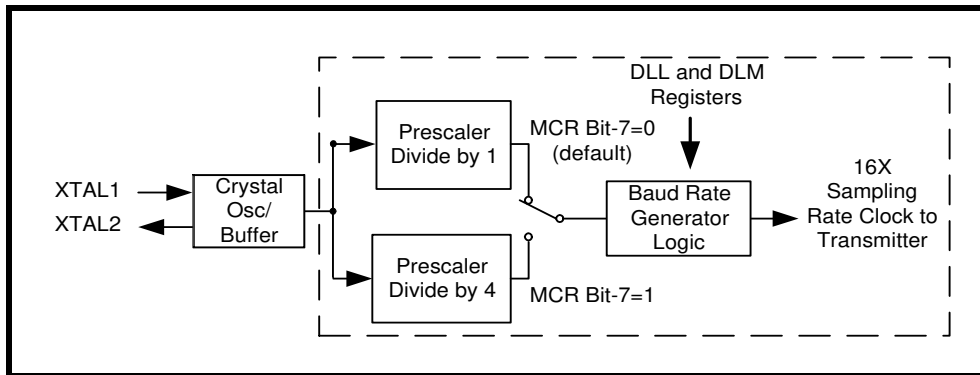 DLL and DLM
Registers
Prescaler
Divide by 1
MCR Bit-7=0
(default)
XTAL1
XTAL2
Crystal
Osc/
Buffer
Baud Rate
Generator
Logic
16X
Sampling
Rate Clock to
Transmitter
Prescaler
Divide by 4
MCR Bit-7=1